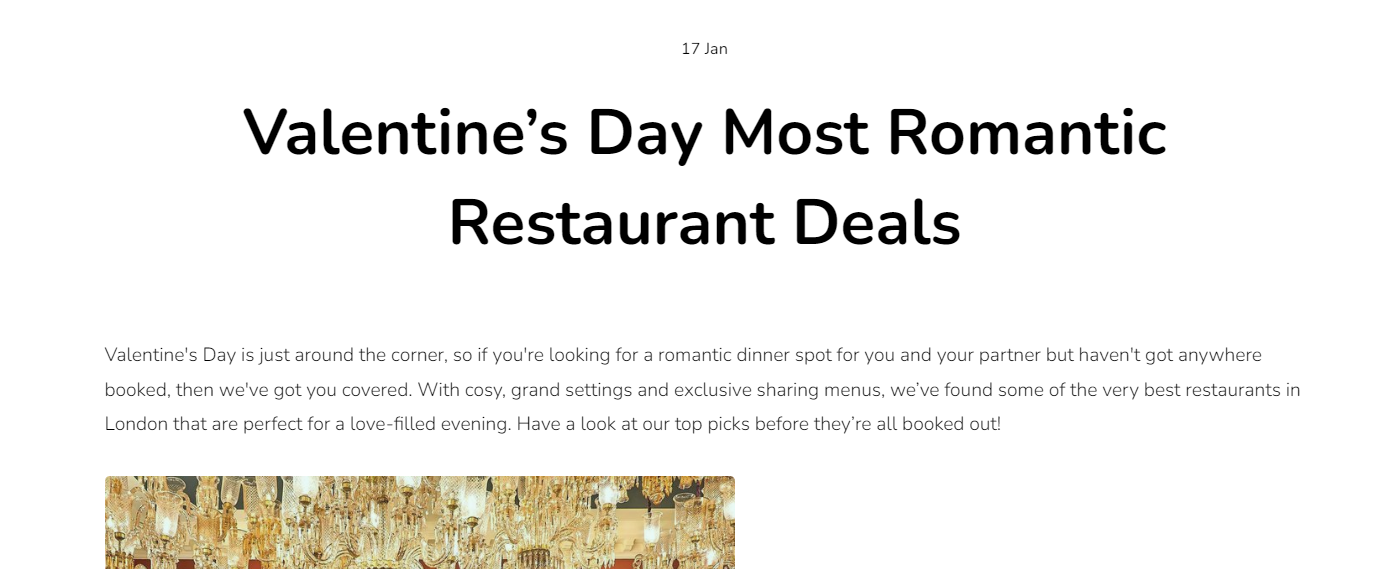 17 Jan
Valentine’s Day Most Romantic
Restaurant Deals
Valentine's Day is just around the corner, so if you're looking for a romantic dinner spot for you and your partner but haven't got anywhere
booked, then we've got you covered. With cosy, grand settings and exclusive sharing menus, we’ve found some of the very best restaurants in
London that are perfect for a love-filled evening. Have a look at our top picks before they’re all booked out!